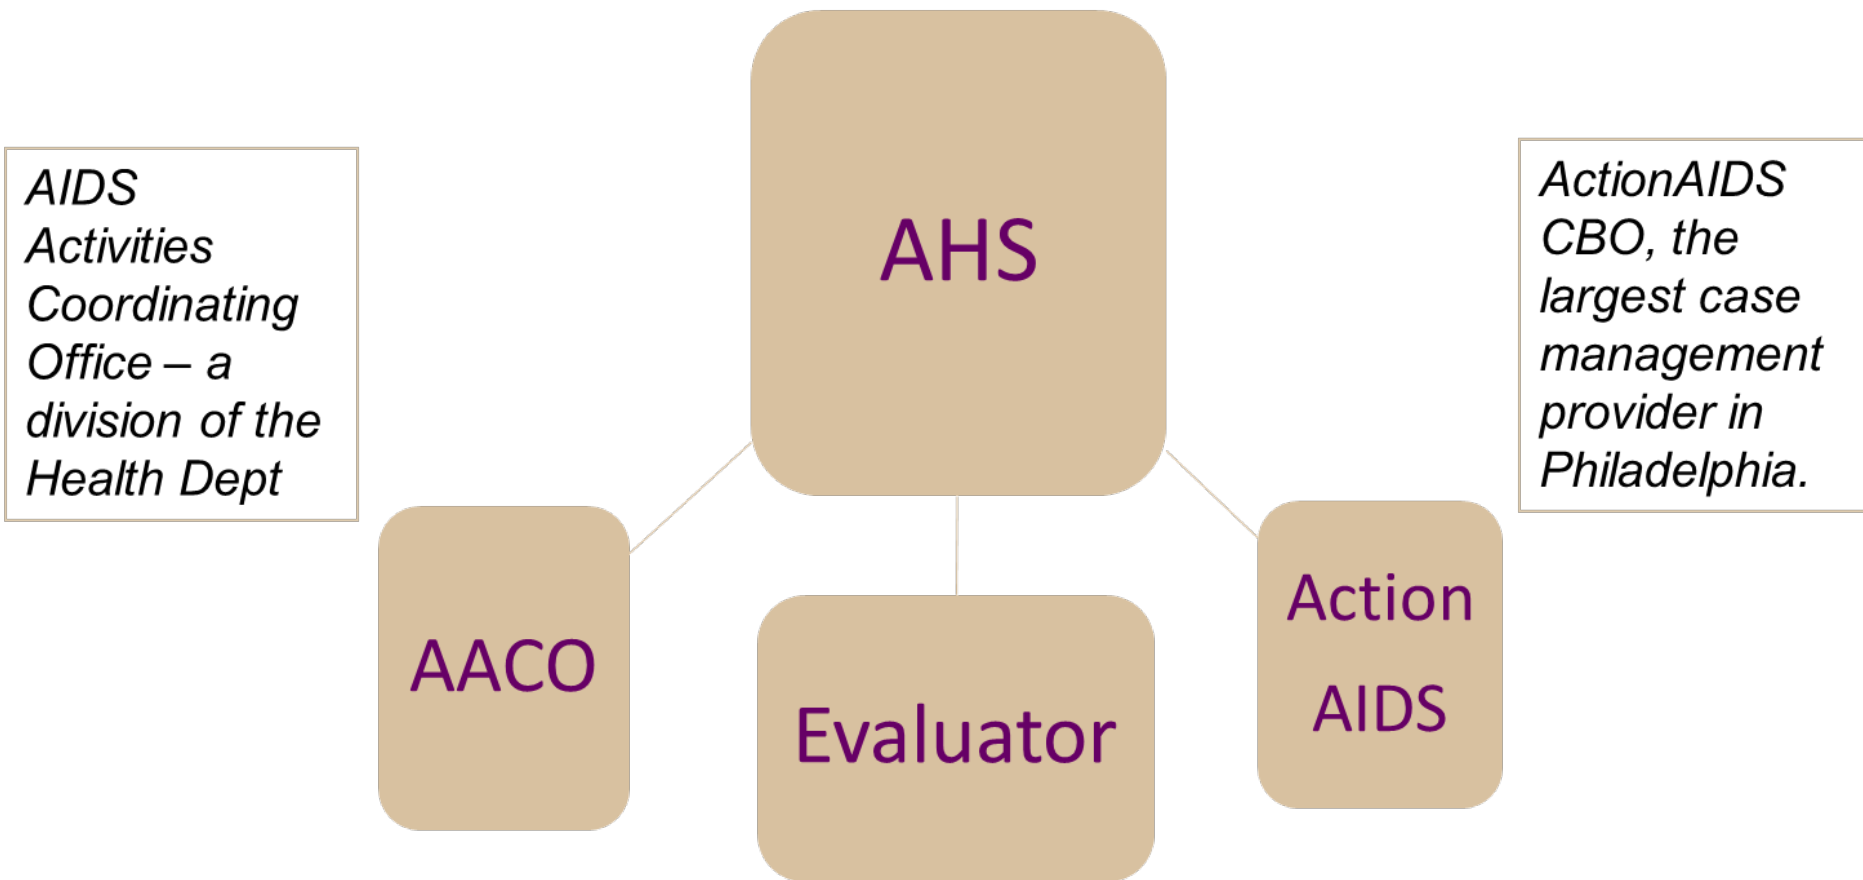 AHS
AIDS
Activities
Coordinating
Office – a
division of the
Health Dept
ActionAIDS
CBO, the
largest case
management
provider in
Philadelphia.
AACO
Evaluator
Action
AIDS